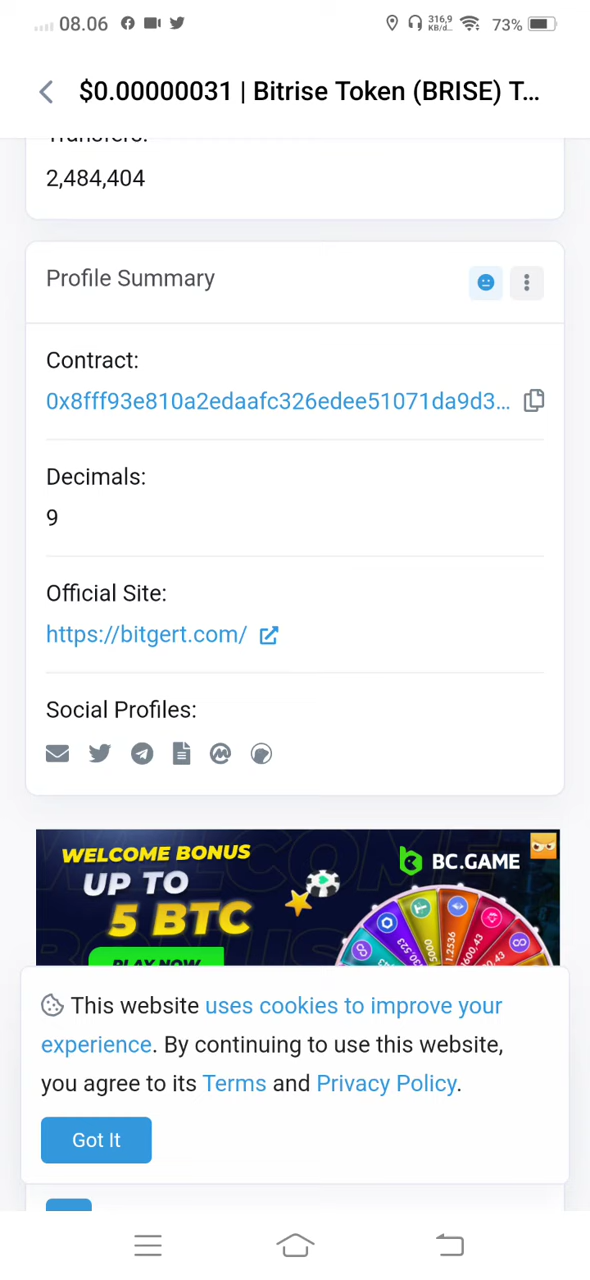 08.06
316,9
KB/d...
73%
$0.00000031 | Bitrise Token (BRISE) T...
Transfers:
2,484,404
Profile Summary
Contract:
0x8fff93e810a2edaafc326edee51071da9d3...
Decimals:
9
Official Site:
https://bitgert.com/
Social Profiles:
WELCOME BONUS
UP TO
5 BTC
PLAY NOW
BC.GAME
This website uses cookies to improve your
experience. By continuing to use this website,
you agree to its Terms and Privacy Policy.
Got It